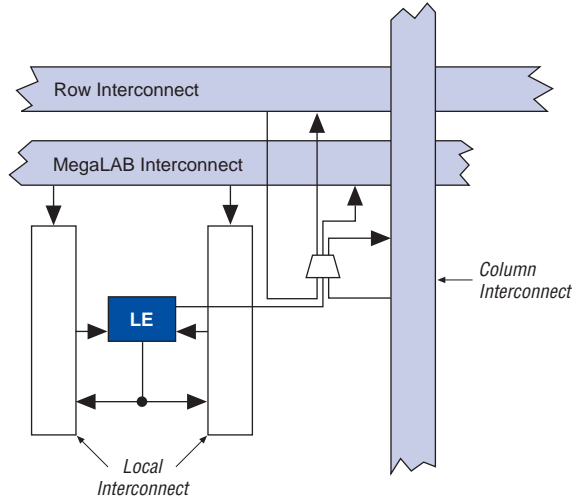 Row Interconnect
MegaLAB Interconnect
Column
Interconnect
LE
Local
Interconnect